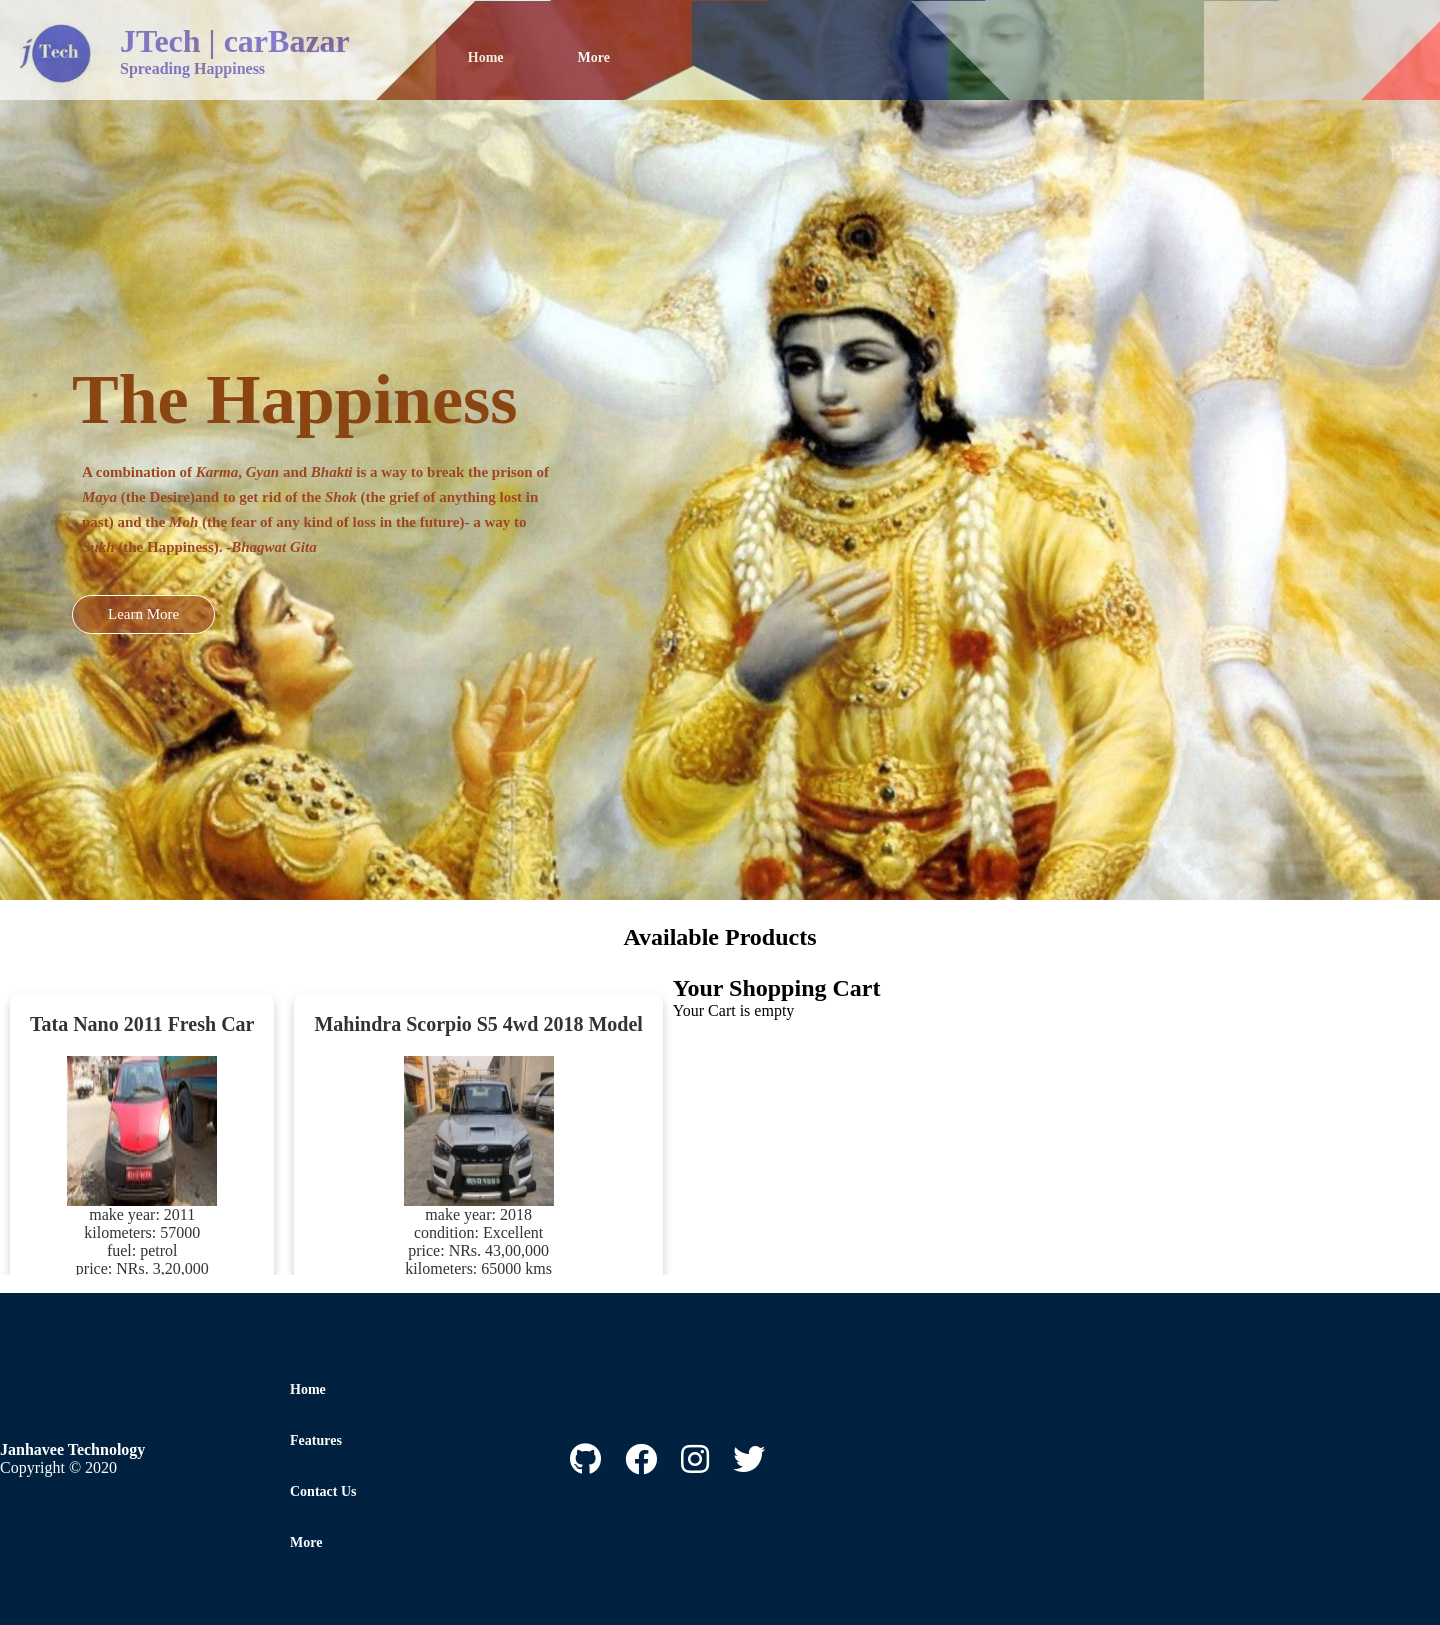 jTech
JTech | carBazar
Spreading Happiness
Home
More
The Happiness
A combination of Karma, Gyan and Bhakti is a way to break the prison of
Maya (the Desire)and to get rid of the Shok (the grief of anything lost in
past) and the Moh (the fear of any kind of loss in the future)- a way to
Sukh (the Happiness). -Bhagwat Gita
Learn More
Available Products
Tata Nano 2011 Fresh Car
make year: 2011
kilometers: 57000
fuel: petrol
price: NRs. 3,20,000
Mahindra Scorpio S5 4wd 2018 Model
make year: 2018
condition: Excellent
price: NRs. 43,00,000
kilometers: 65000 kms
Your Shopping Cart
Your Cart is empty
Janhavee Technology
Copyright © 2020
Home
Features
Contact Us
More